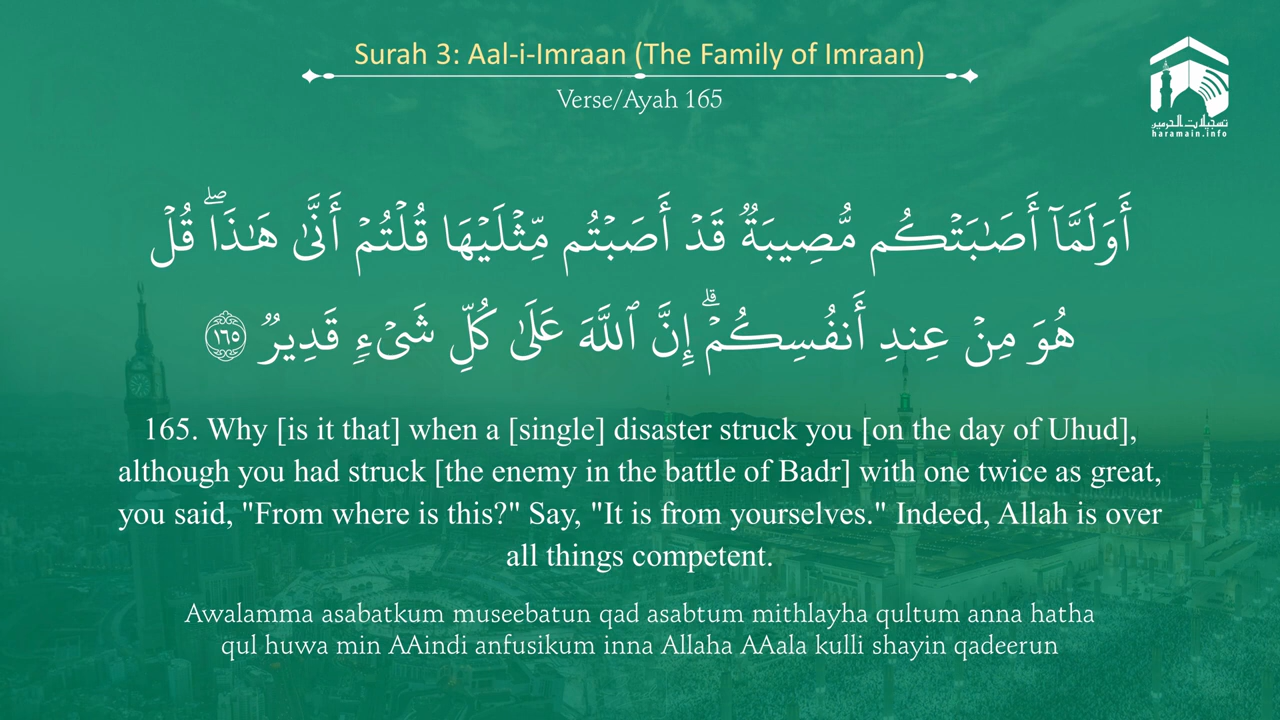 Surah 3: Aal-i-Imraan (The Family of Imraan)
Verse/Ayah 165
تسجيلات الحرمين
haramain.info
أَوَلَمَّآ أَصَـٰبَتْكُم مُّصِيبَةٌ قَدْ أَصَبْتُم مِّثْلَيْهَا قُلْتُمْ أَنَّىٰ هَـٰذَا ۖ قُلْ
هُوَ مِنْ عِندِ أَنفُسِكُمْ ۗ إِنَّ ٱللَّهَ عَلَىٰ كُلِّ شَىْءٍ قَدِيرٌ ١٦٥
165. Why [is it that] when a [single] disaster struck you [on the day of Uhud],
although you had struck [the enemy in the battle of Badr] with one twice as great,
you said, "From where is this?" Say, "It is from yourselves." Indeed, Allah is over
all things competent.
Awalamma asabatkum museebatun qad asabtum mithlayha qultum anna hatha
qul huwa min AAindi anfusikum inna Allaha AAala kulli shayin qadeerun